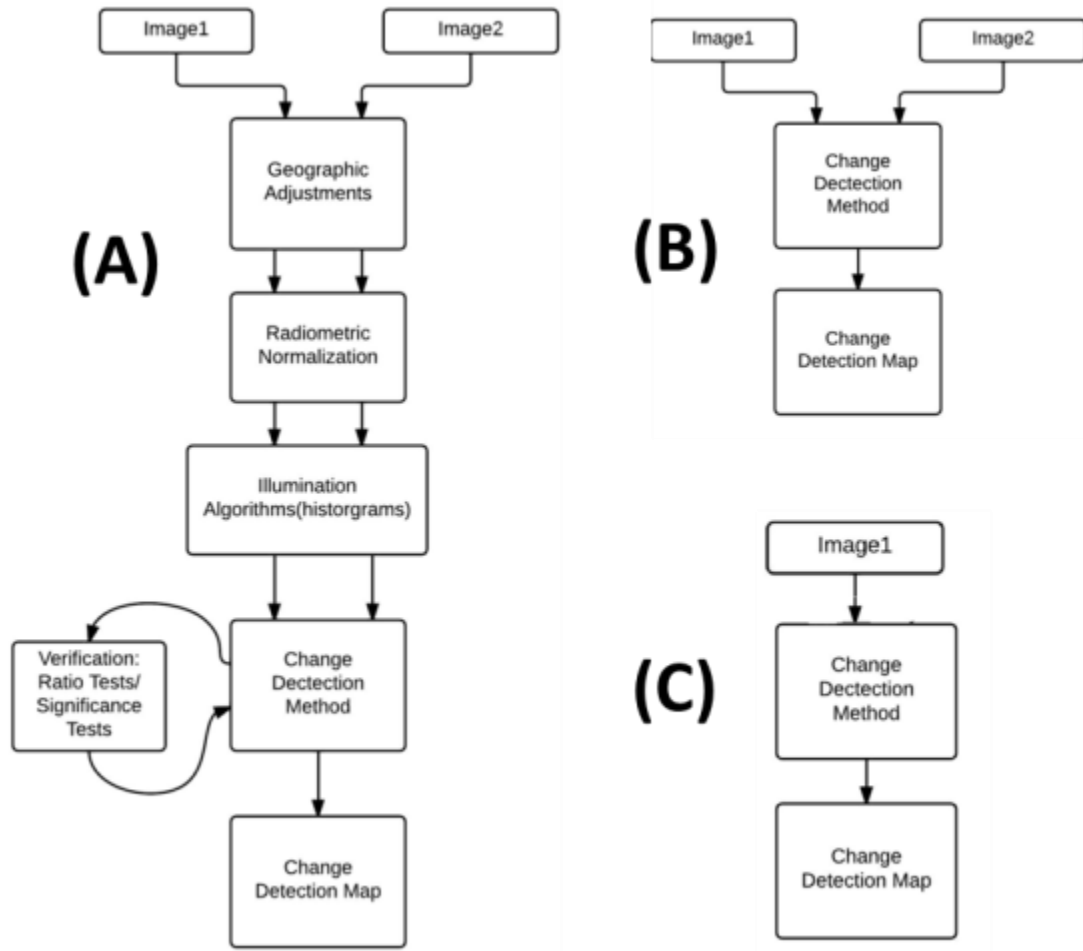 Image1
Image2
Geographic
Adjustments
(A)
Radiometric
Normalization
Illumination
Algorithms(historgrams)
Verification:
Ratio Tests/
Significance
Tests
Change
Dectection
Method
Change
Detection Map
Image1
Image2
(B)
Change
Dectection
Method
Change
Detection Map
Image1
(C)
Change
Dectection
Method
Change
Detection Map